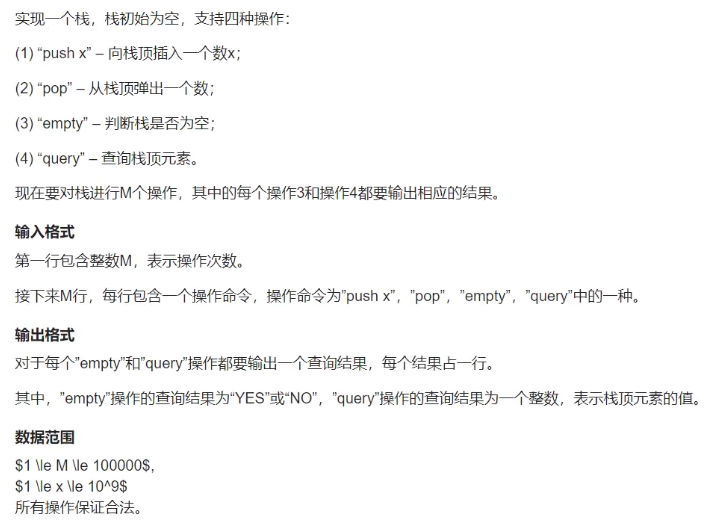 实现一个栈，栈初始为空，支持四种操作：
(1) “push x” – 向栈顶插入一个数x；
(2) “pop” – 从栈顶弹出一个数；
(3) “empty” – 判断栈是否为空；
(4) “query” – 查询栈顶元素。
现在要对栈进行M个操作，其中的每个操作3和操作4都要输出相应的结果。
输入格式
第一行包含整数M，表示操作次数。
接下来M行，每行包含一个操作命令，操作命令为”push x”，”pop”，”empty”，”query”中的一种。
输出格式
对于每个”empty”和”query”操作都要输出一个查询结果，每个结果占一行。
其中，”empty”操作的查询结果为“YES”或“NO”，”query”操作的查询结果为一个整数，表示栈顶元素的值。
数据范围
$1 \le M \le 100000$,
$1 \le x \le 10^9$
所有操作保证合法。